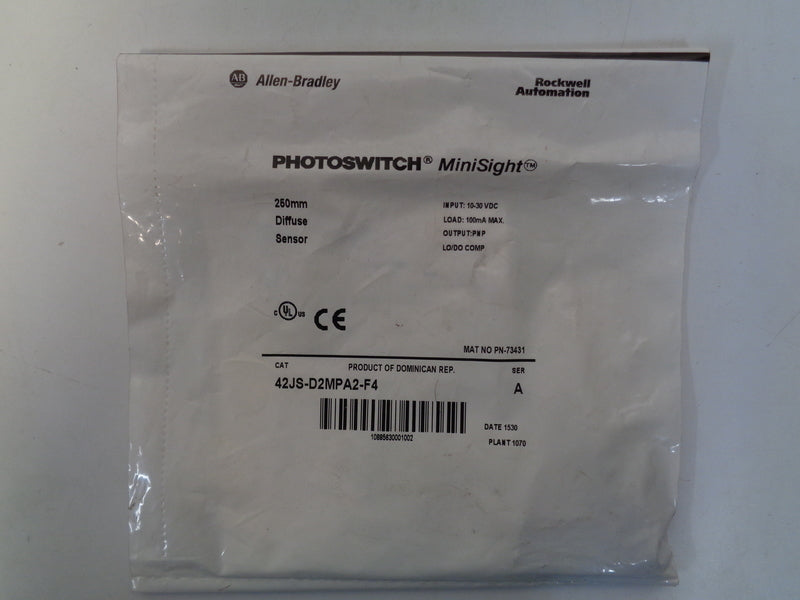 AB Allen-Bradley
Rockwell
Automation
PHOTOSWITCH® MiniSight™
250mm
Diffuse
Sensor
INPUT: 10-30 VDC
LOAD: 100mA MAX.
OUTPUT:PNP
LO/DO COMP
C UL US CE
MAT NO PN-73431
CAT PRODUCT OF DOMINICAN REP. SER
42JS-D2MPA2-F4 A
10885630001002
DATE 1530
PLANT 1070